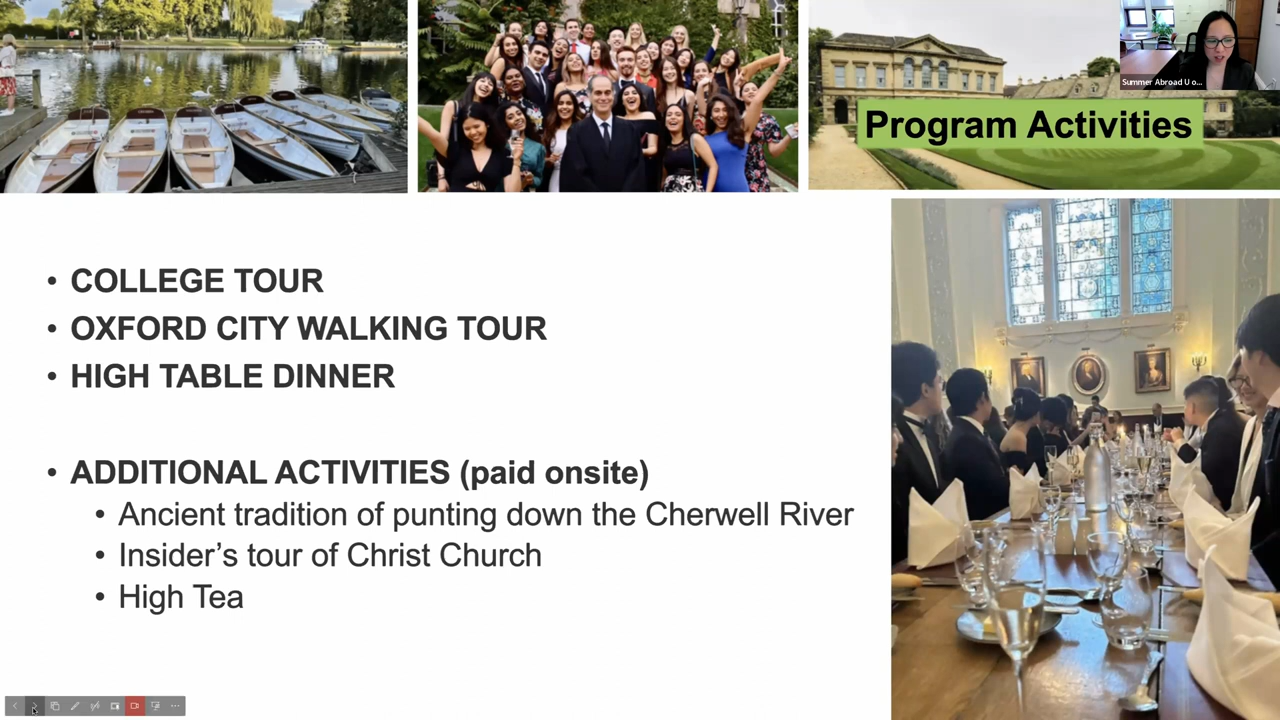 Summer Abroad U o...
Program Activities
• COLLEGE TOUR
• OXFORD CITY WALKING TOUR
• HIGH TABLE DINNER
• ADDITIONAL ACTIVITIES (paid onsite)
• Ancient tradition of punting down the Cherwell River
• Insider’s tour of Christ Church
• High Tea